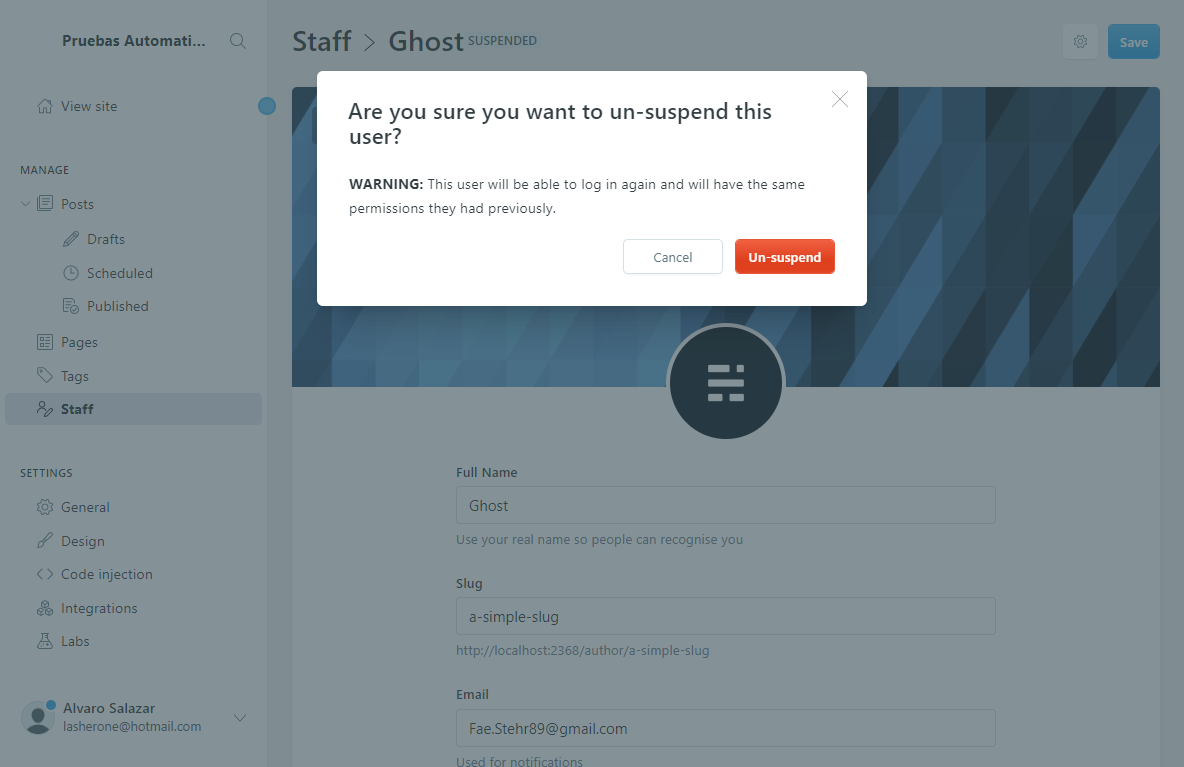 Pruebas Automati...
Staff > Ghost SUSPENDED
Save
View site
MANAGE
Posts
Drafts
Scheduled
Published
Pages
Tags
Staff
SETTINGS
General
Design
Code injection
Integrations
Labs
Alvaro Salazar
lasherone@hotmail.com
Are you sure you want to un-suspend this
user?
WARNING: This user will be able to log in again and will have the same
permissions they had previously.
Cancel
Un-suspend
Full Name
Ghost
Use your real name so people can recognise you
Slug
a-simple-slug
http://localhost:2368/author/a-simple-slug
Email
Fae.Stehr89@gmail.com
Used for notifications